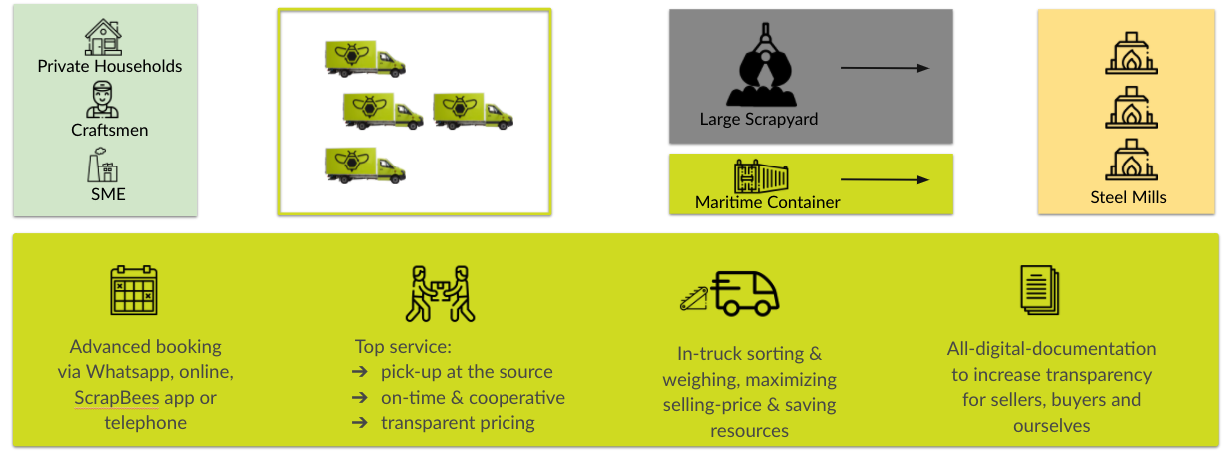 Private Households
Craftsmen
SME
Large Scrapyard
Maritime Container
Steel Mills
Advanced booking
via Whatsapp, online,
ScrapBees app or
telephone
Top service:
➔ pick-up at the source
➔ on-time & cooperative
➔ transparent pricing
In-truck sorting &
weighing, maximizing
selling-price & saving
resources
All-digital-documentation
to increase transparency
for sellers, buyers and
ourselves